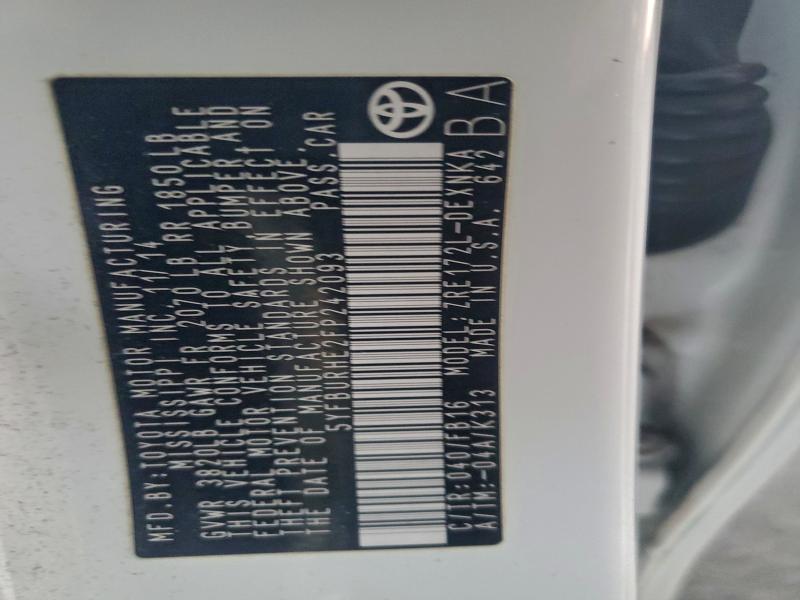 MFD.BY:TOYOTA MOTOR MANUFACTURING
MISSISSIPPI INC. 11/14
GVWR 3820LB GAWR FR 2070 LB RR 1850LB
THIS VEHICLE CONFORMS TO ALL APPLICABLE
FEDERAL MOTOR VEHICLE SAFETY, BUMPER, AND
THEFT PREVENTION STANDARDS IN EFFECT ON
THE DATE OF MANUFACTURE SHOWN ABOVE.
5YFBURHE2FP242093 PASS.CAR
C/TR:040/FB16 MODEL:ZRE172L-DEXNKA
A/TM:-04A/K313 MADE IN U.S.A. 642
BA